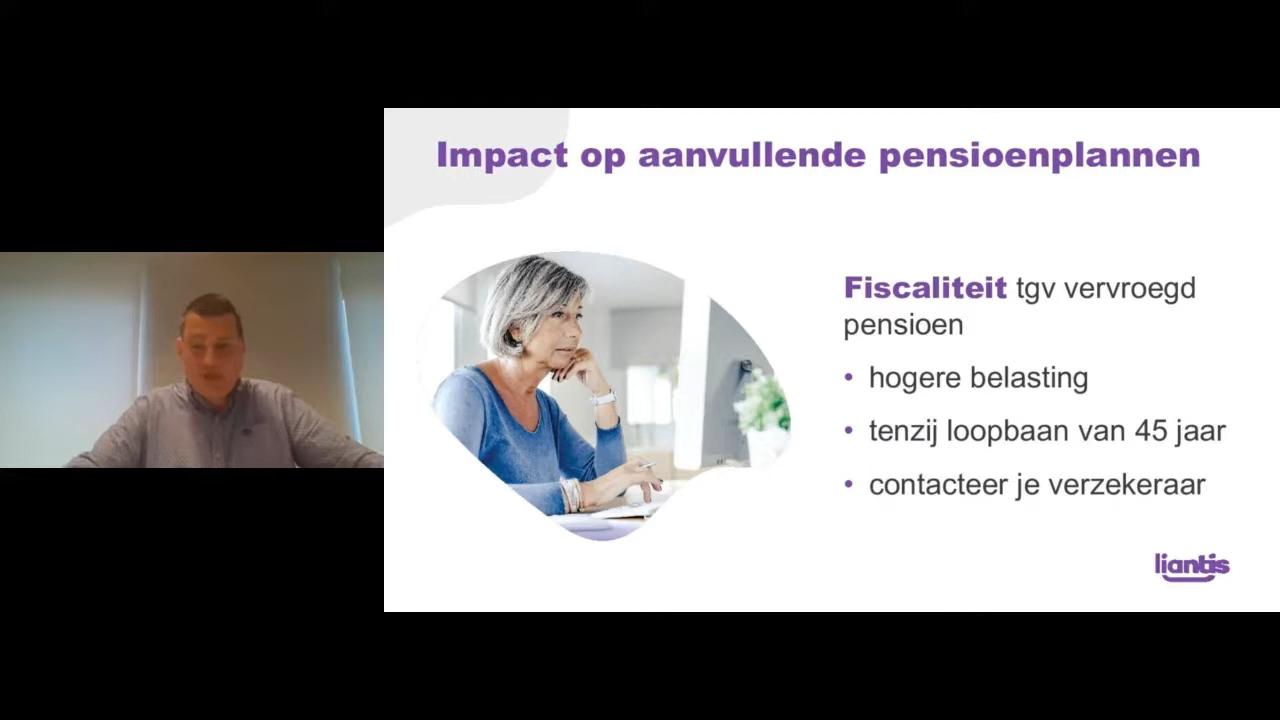 Impact op aanvullende pensioenplannen
Fiscaliteit tgv vervroegd
pensioen
• hogere belasting
• tenzij loopbaan van 45 jaar
• contacteer je verzekeraar
liantis